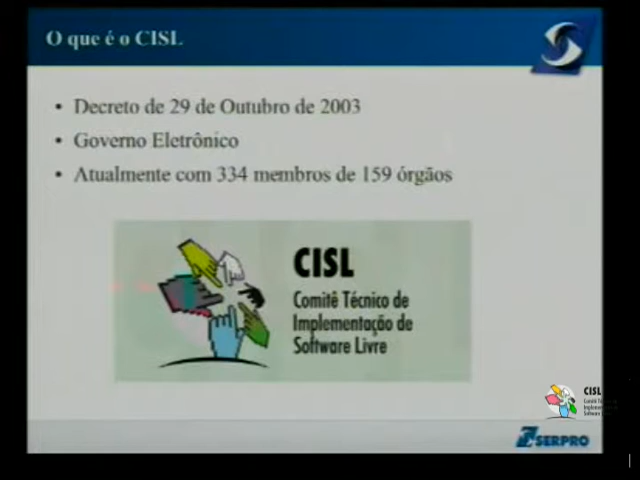 O que é o CISL
• Decreto de 29 de Outubro de 2003
• Governo Eletrônico
• Atualmente com 334 membros de 159 órgãos
CISL
Comitê Técnico de
Implementação de
Software Livre
CISL
SERPRO